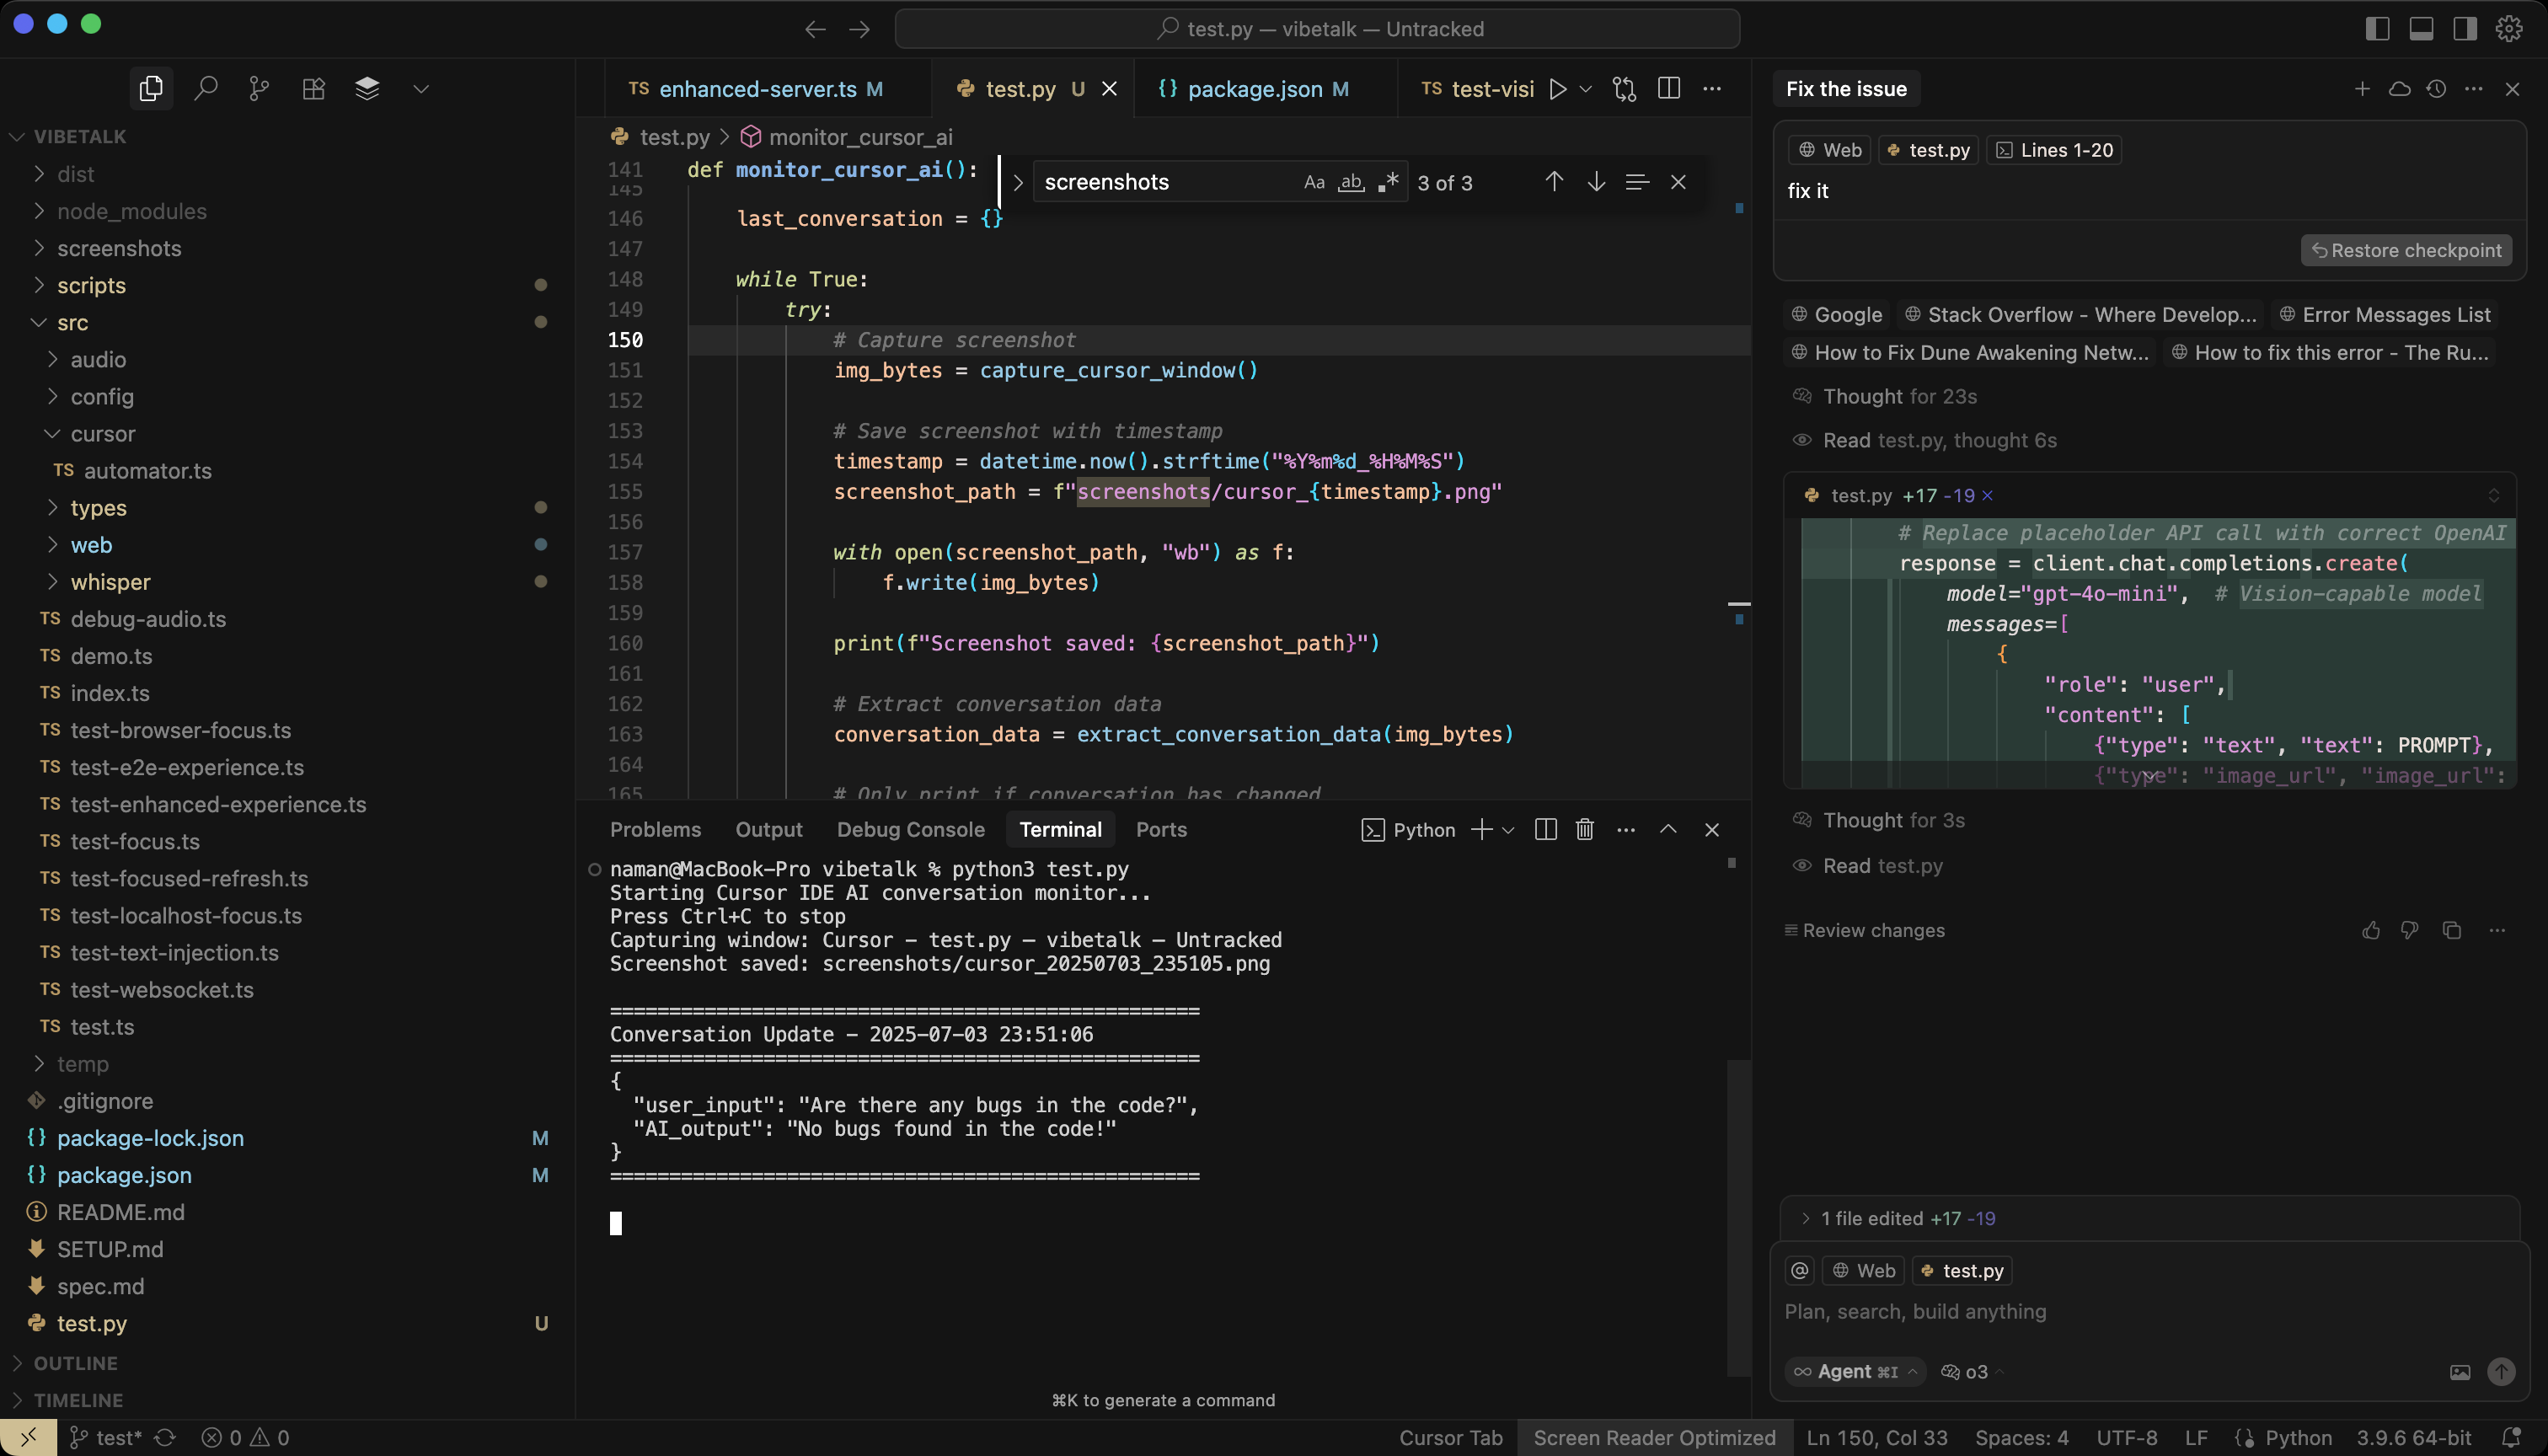 test.py — vibetalk — Untracked
VIBETALK
dist
node_modules
screenshots
scripts
src
audio
config
cursor
TS automator.ts
types
web
whisper
TS debug-audio.ts
TS demo.ts
TS index.ts
TS test-browser-focus.ts
TS test-e2e-experience.ts
TS test-enhanced-experience.ts
TS test-focus.ts
TS test-focused-refresh.ts
TS test-localhost-focus.ts
TS test-text-injection.ts
TS test-websocket.ts
TS test.ts
temp
.gitignore
{} package-lock.json M
{} package.json M
README.md
SETUP.md
spec.md
test.py U
OUTLINE
TIMELINE
TS enhanced-server.ts M
test.py U
{} package.json M
TS test-visi
test.py > monitor_cursor_ai
screenshots Aa ab 3 of 3
141 def monitor_cursor_ai():
145
146 last_conversation = {}
147
148 while True:
149 try:
150 # Capture screenshot
151 img_bytes = capture_cursor_window()
152
153 # Save screenshot with timestamp
154 timestamp = datetime.now().strftime("%Y%m%d_%H%M%S")
155 screenshot_path = f"screenshots/cursor_{timestamp}.png"
156
157 with open(screenshot_path, "wb") as f:
158 f.write(img_bytes)
159
160 print(f"Screenshot saved: {screenshot_path}")
161
162 # Extract conversation data
163 conversation_data = extract_conversation_data(img_bytes)
164
165 # Only print if conversation has changed
Problems Output Debug Console Terminal Ports Python
naman@MacBook-Pro vibetalk % python3 test.py
Starting Cursor IDE AI conversation monitor...
Press Ctrl+C to stop
Capturing window: Cursor - test.py — vibetalk — Untracked
Screenshot saved: screenshots/cursor_20250703_235105.png
==================================================
Conversation Update - 2025-07-03 23:51:06
==================================================
{
"user_input": "Are there any bugs in the code?",
"AI_output": "No bugs found in the code!"
}
==================================================
⌘K to generate a command
Fix the issue
Web test.py Lines 1-20
fix it
Restore checkpoint
Google Stack Overflow - Where Develop... Error Messages List
How to Fix Dune Awakening Netw... How to fix this error - The Ru...
Thought for 23s
Read test.py, thought 6s
test.py +17 -19
# Replace placeholder API call with correct OpenAI
response = client.chat.completions.create(
model="gpt-4o-mini", # Vision-capable model
messages=[
{
"role": "user",
"content": [
{"type": "text", "text": PROMPT},
{"type": "image_url", "image_url":
Thought for 3s
Read test.py
Review changes
1 file edited +17 -19
@ Web test.py
Plan, search, build anything
Agent ⌘I o3
test* 0 0
Cursor Tab Screen Reader Optimized Ln 150, Col 33 Spaces: 4 UTF-8 LF Python 3.9.6 64-bit